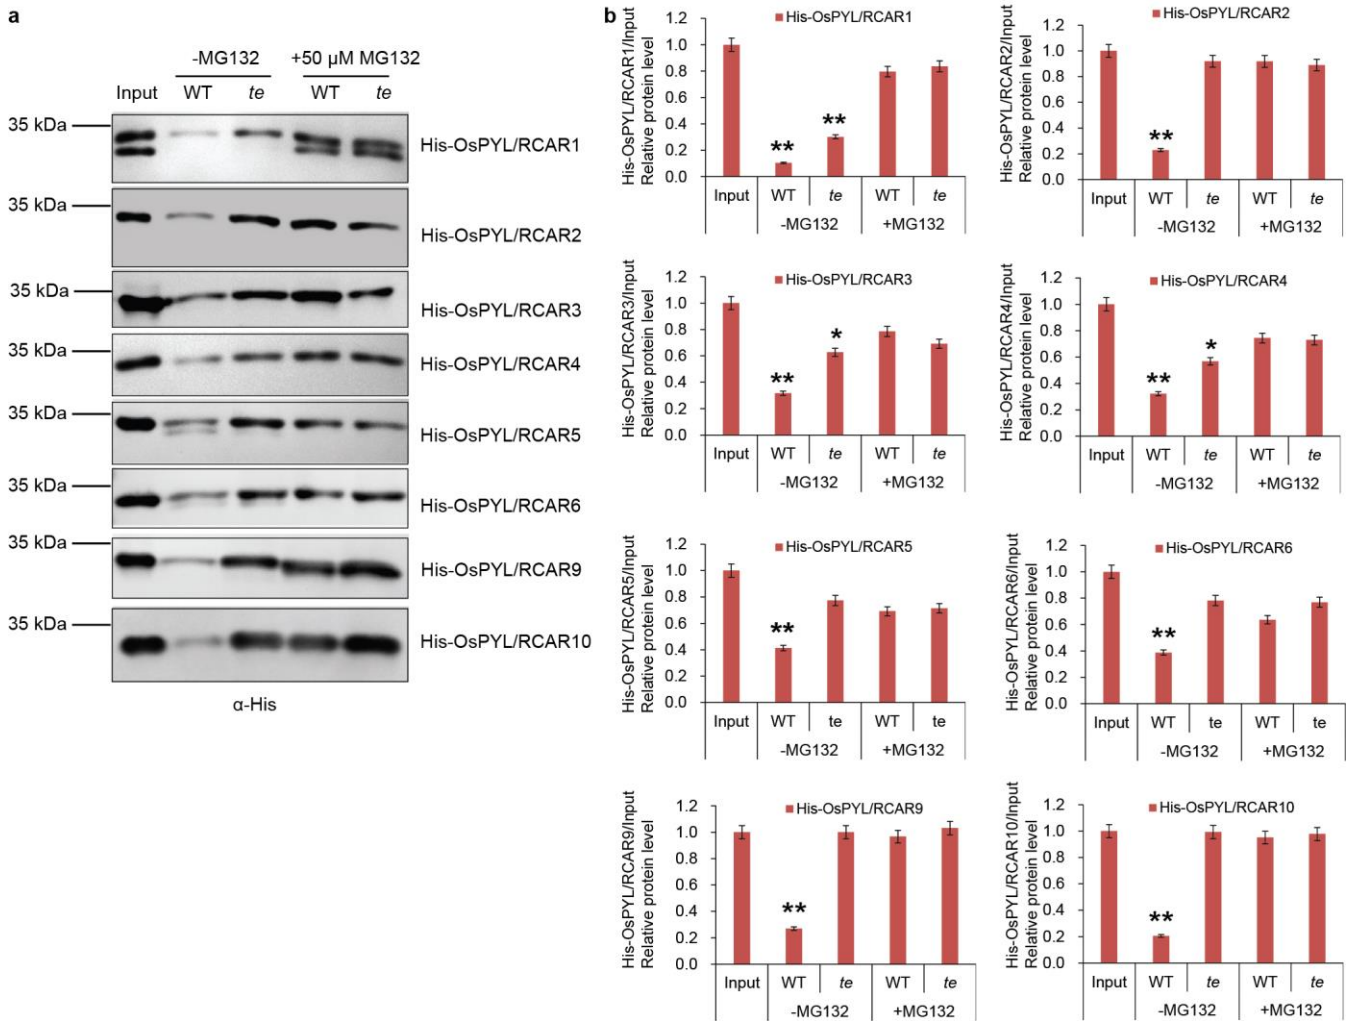 a
-MG132 +50 µM MG132
Input WT te WT te
35 kDa
His-OsPYL/RCAR1
35 kDa
His-OsPYL/RCAR2
35 kDa
His-OsPYL/RCAR3
35 kDa
His-OsPYL/RCAR4
35 kDa
His-OsPYL/RCAR5
35 kDa
His-OsPYL/RCAR6
35 kDa
His-OsPYL/RCAR9
35 kDa
His-OsPYL/RCAR10
α-His
b
His-OsPYL/RCAR1/Input
Relative protein level
1.2
1.0
0.8
0.6
0.4
0.2
0.0
His-OsPYL/RCAR1
**
**
Input WT te WT te
-MG132 +MG132
His-OsPYL/RCAR2/Input
Relative protein level
1.2
1.0
0.8
0.6
0.4
0.2
0.0
His-OsPYL/RCAR2
**
Input WT te WT te
-MG132 +MG132
His-OsPYL/RCAR3/Input
Relative protein level
1.2
1.0
0.8
0.6
0.4
0.2
0.0
His-OsPYL/RCAR3
**
*
Input WT te WT te
-MG132 +MG132
His-OsPYL/RCAR4/Input
Relative protein level
1.2
1.0
0.8
0.6
0.4
0.2
0.0
His-OsPYL/RCAR4
**
*
Input WT te WT te
-MG132 +MG132
His-OsPYL/RCAR5/Input
Relative protein level
1.2
1.0
0.8
0.6
0.4
0.2
0.0
His-OsPYL/RCAR5
**
Input WT te WT te
-MG132 +MG132
His-OsPYL/RCAR6/Input
Relative protein level
1.2
1.0
0.8
0.6
0.4
0.2
0.0
His-OsPYL/RCAR6
**
Input WT te WT te
-MG132 +MG132
His-OsPYL/RCAR9/Input
Relative protein level
1.2
1.0
0.8
0.6
0.4
0.2
0.0
His-OsPYL/RCAR9
**
Input WT te WT te
-MG132 +MG132
His-OsPYL/RCAR10/Input
Relative protein level
1.2
1.0
0.8
0.6
0.4
0.2
0.0
His-OsPYL/RCAR10
**
Input WT te WT te
-MG132 +MG132